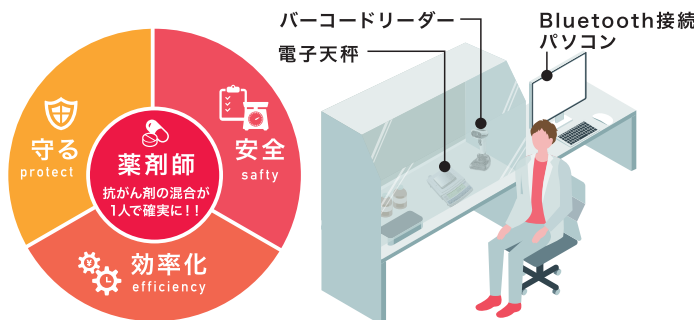 守る
protect
安全
safty
薬剤師
抗がん剤の混合が
1人で確実に!!
¥
効率化
efficiency
バーコードリーダー
電子天秤
Bluetooth接続
パソコン